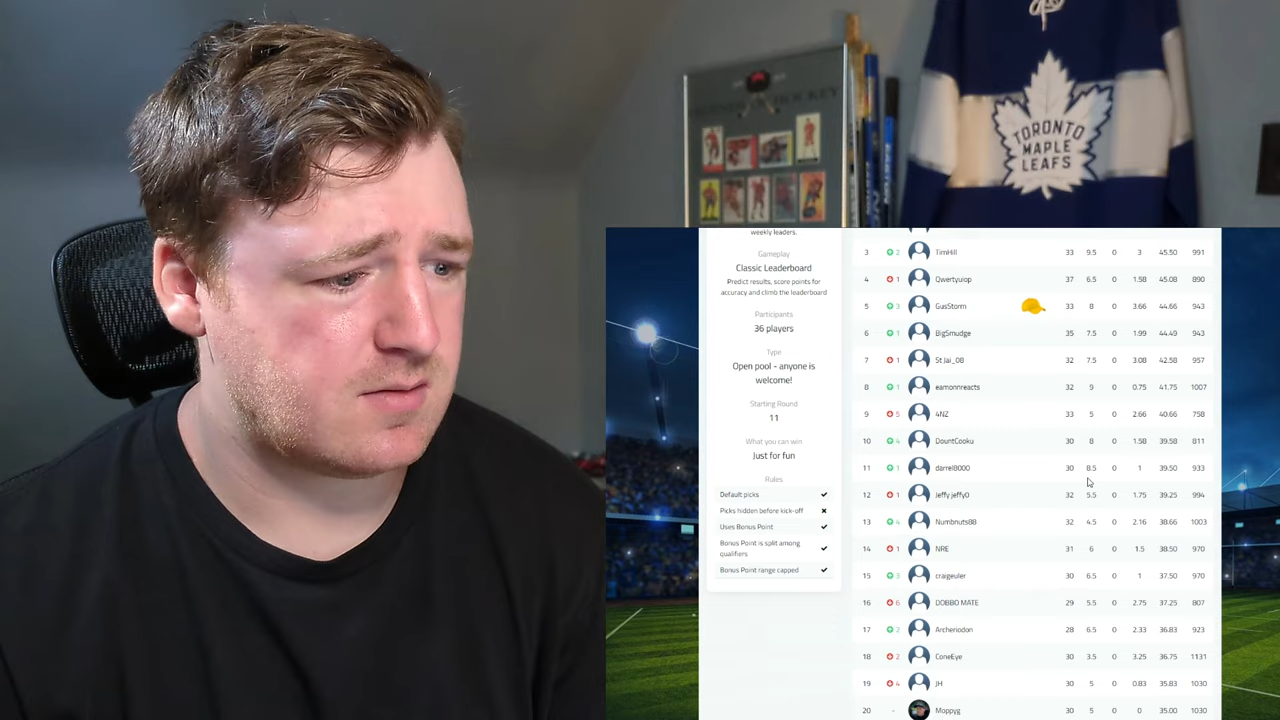 TORONTO
MAPLE
LEAFS
weekly leaders.
Gameplay
Classic Leaderboard
Predict results, score points for
accuracy and climb the leaderboard
Participants
36 players
Type
Open pool - anyone is
welcome!
Starting Round
11
What you can win
Just for fun
Rules
Default picks
Picks hidden before kick-off
Uses Bonus Point
Bonus Point is split among
qualifiers
Bonus Point range capped
3 2 TimHill 33 9.5 0 3 45.50 991
4 1 Qwertyuiop 37 6.5 0 1.58 45.08 890
5 3 GusStorm 33 8 0 3.66 44.66 943
6 1 BigSmudge 35 7.5 0 1.99 44.49 943
7 1 St Jai_08 32 7.5 0 3.08 42.58 957
8 1 eamonnreacts 32 9 0 0.75 41.75 1007
9 5 4NZ 33 5 0 2.66 40.66 758
10 4 DountCooku 30 8 0 1.58 39.58 811
11 1 darrel8000 30 8.5 0 1 39.50 933
12 1 Jeffy jeffy0 32 5.5 0 1.75 39.25 994
13 4 Numbnuts88 32 4.5 0 2.16 38.66 1003
14 1 NRE 31 6 0 1.5 38.50 970
15 3 craigeuler 30 6.5 0 1 37.50 970
16 6 DOBBO MATE 29 5.5 0 2.75 37.25 807
17 2 Archeriodon 28 6.5 0 2.33 36.83 923
18 2 ConeEye 30 3.5 0 3.25 36.75 1131
19 4 JH 30 5 0 0.83 35.83 1030
20 - Moppyg 30 5 0 0 35.00 1030